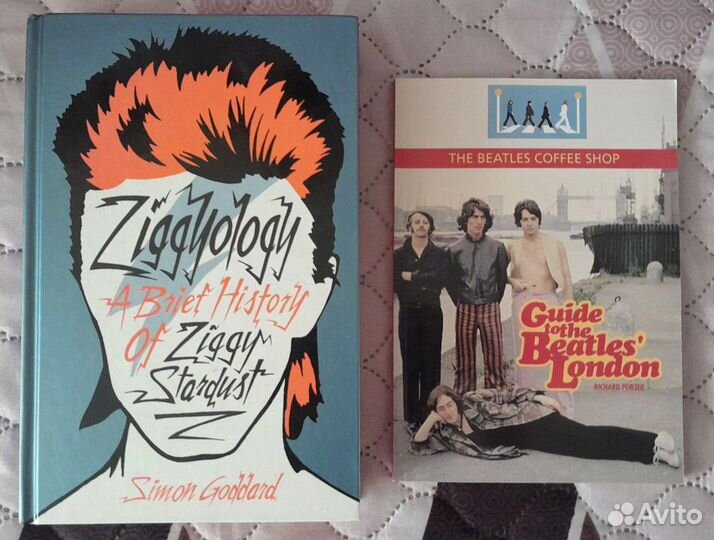 Ziggyology
A Brief History
Of Ziggy
Stardust
Simon Goddard
THE BEATLES COFFEE SHOP
Guide
to the
Beatles'
London
RICHARD PORTER
Avito